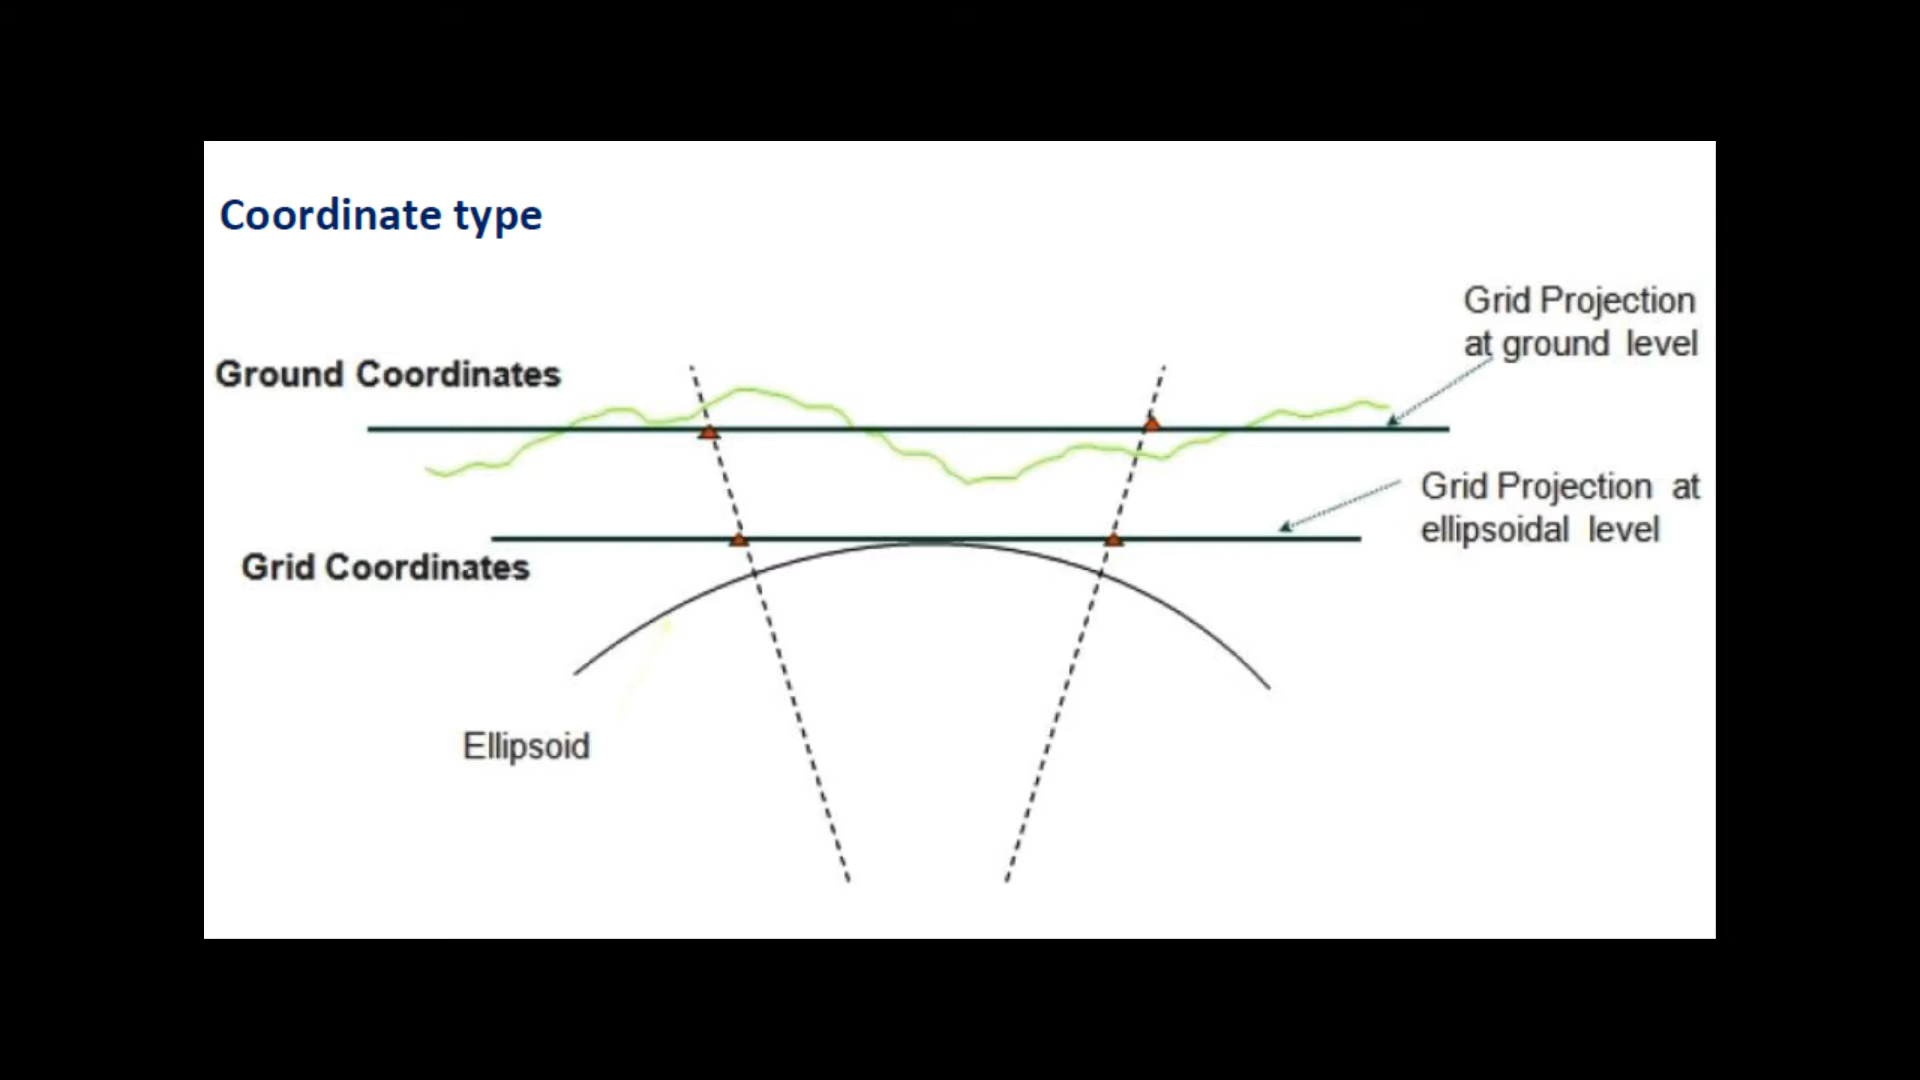 Coordinate type
Grid Projection
at ground level
Ground Coordinates
Grid Projection at
ellipsoidal level
Grid Coordinates
Ellipsoid